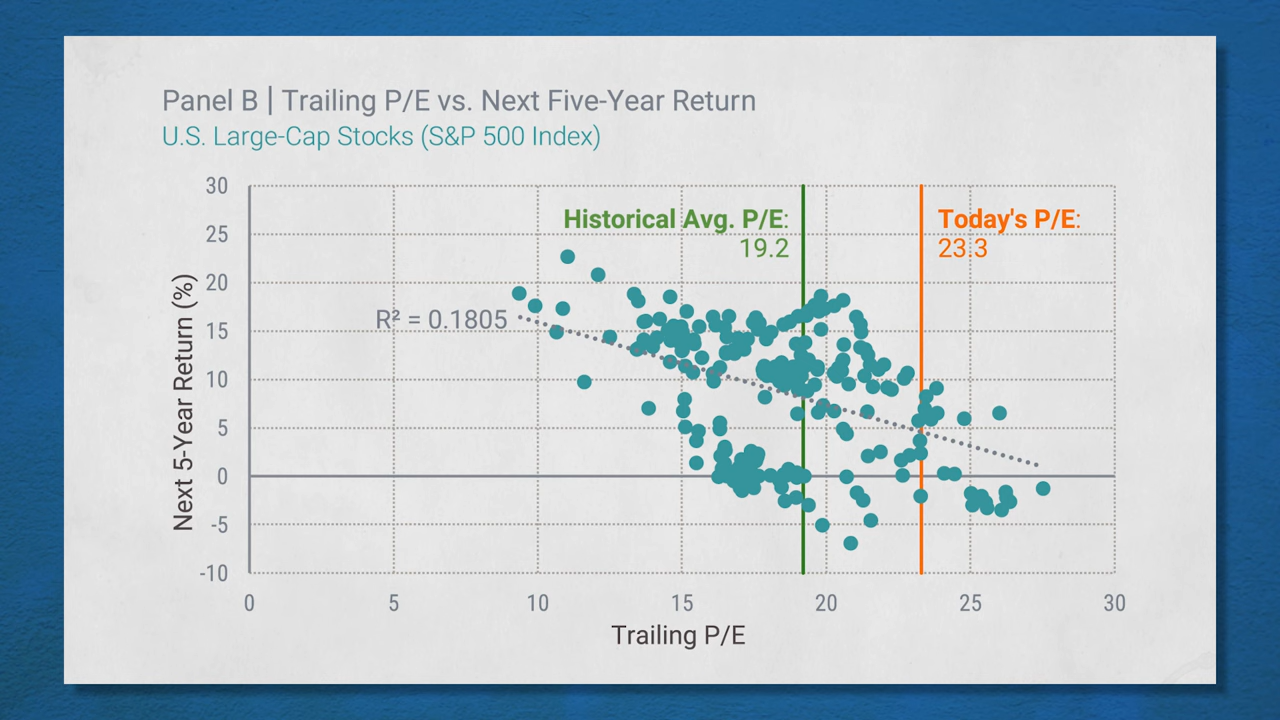 Panel B | Trailing P/E vs. Next Five-Year Return
U.S. Large-Cap Stocks (S&P 500 Index)
Historical Avg. P/E:
19.2
Today's P/E:
23.3
R² = 0.1805
Next 5-Year Return (%)
30
25
20
15
10
5
0
-5
-10
0 5 10 15 20 25 30
Trailing P/E